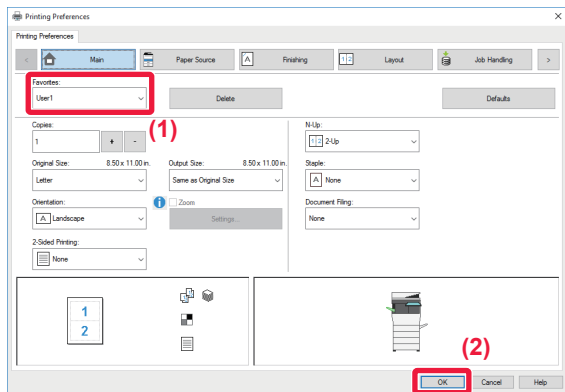 Printing Preferences
Printing Preferences
Main Paper Source Finishing Layout Job Handling
Favorites:
User1 Delete Defaults
(1)
Copies: N-Up:
1 + - 2-Up
Original Size: 8.50 x 11.00 in. Output Size: 8.50 x 11.00 in. Staple:
Letter Same as Original Size None
Orientation: Zoom Document Filing:
Landscape Settings... None
2-Sided Printing:
None
1
2
(2)
OK Cancel Help